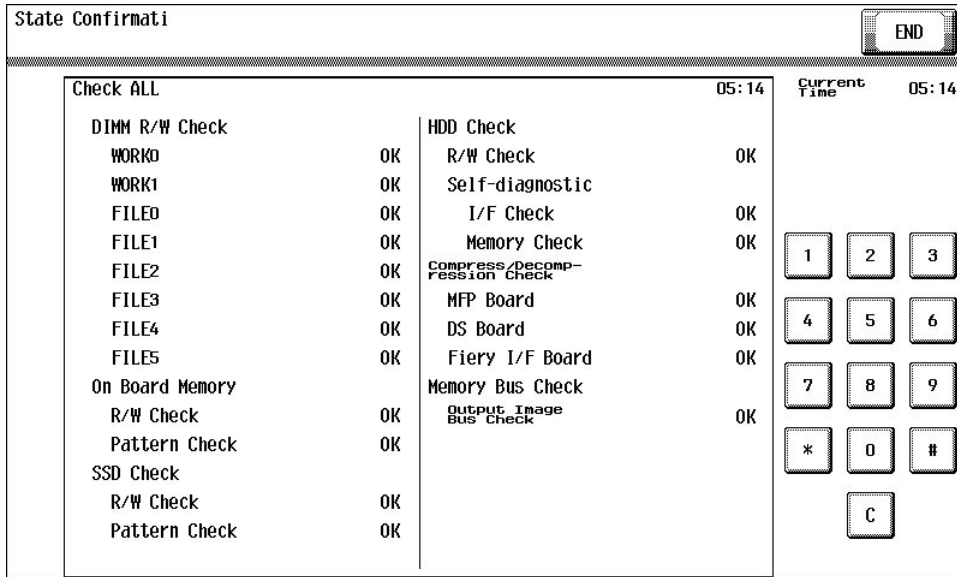 State Confirmati
END
Check ALL 05:14
Current Time 05:14
DIMM R/W Check
WORK0 OK
WORK1 OK
FILE0 OK
FILE1 OK
FILE2 OK
FILE3 OK
FILE4 OK
FILE5 OK
On Board Memory
R/W Check OK
Pattern Check OK
SSD Check
R/W Check OK
Pattern Check OK
HDD Check
R/W Check OK
Self-diagnostic
I/F Check OK
Memory Check OK
Compress/Decomp-
ression Check
MFP Board OK
DS Board OK
Fiery I/F Board OK
Memory Bus Check
Output Image
Bus Check OK
1 2 3
4 5 6
7 8 9
* 0 #
C